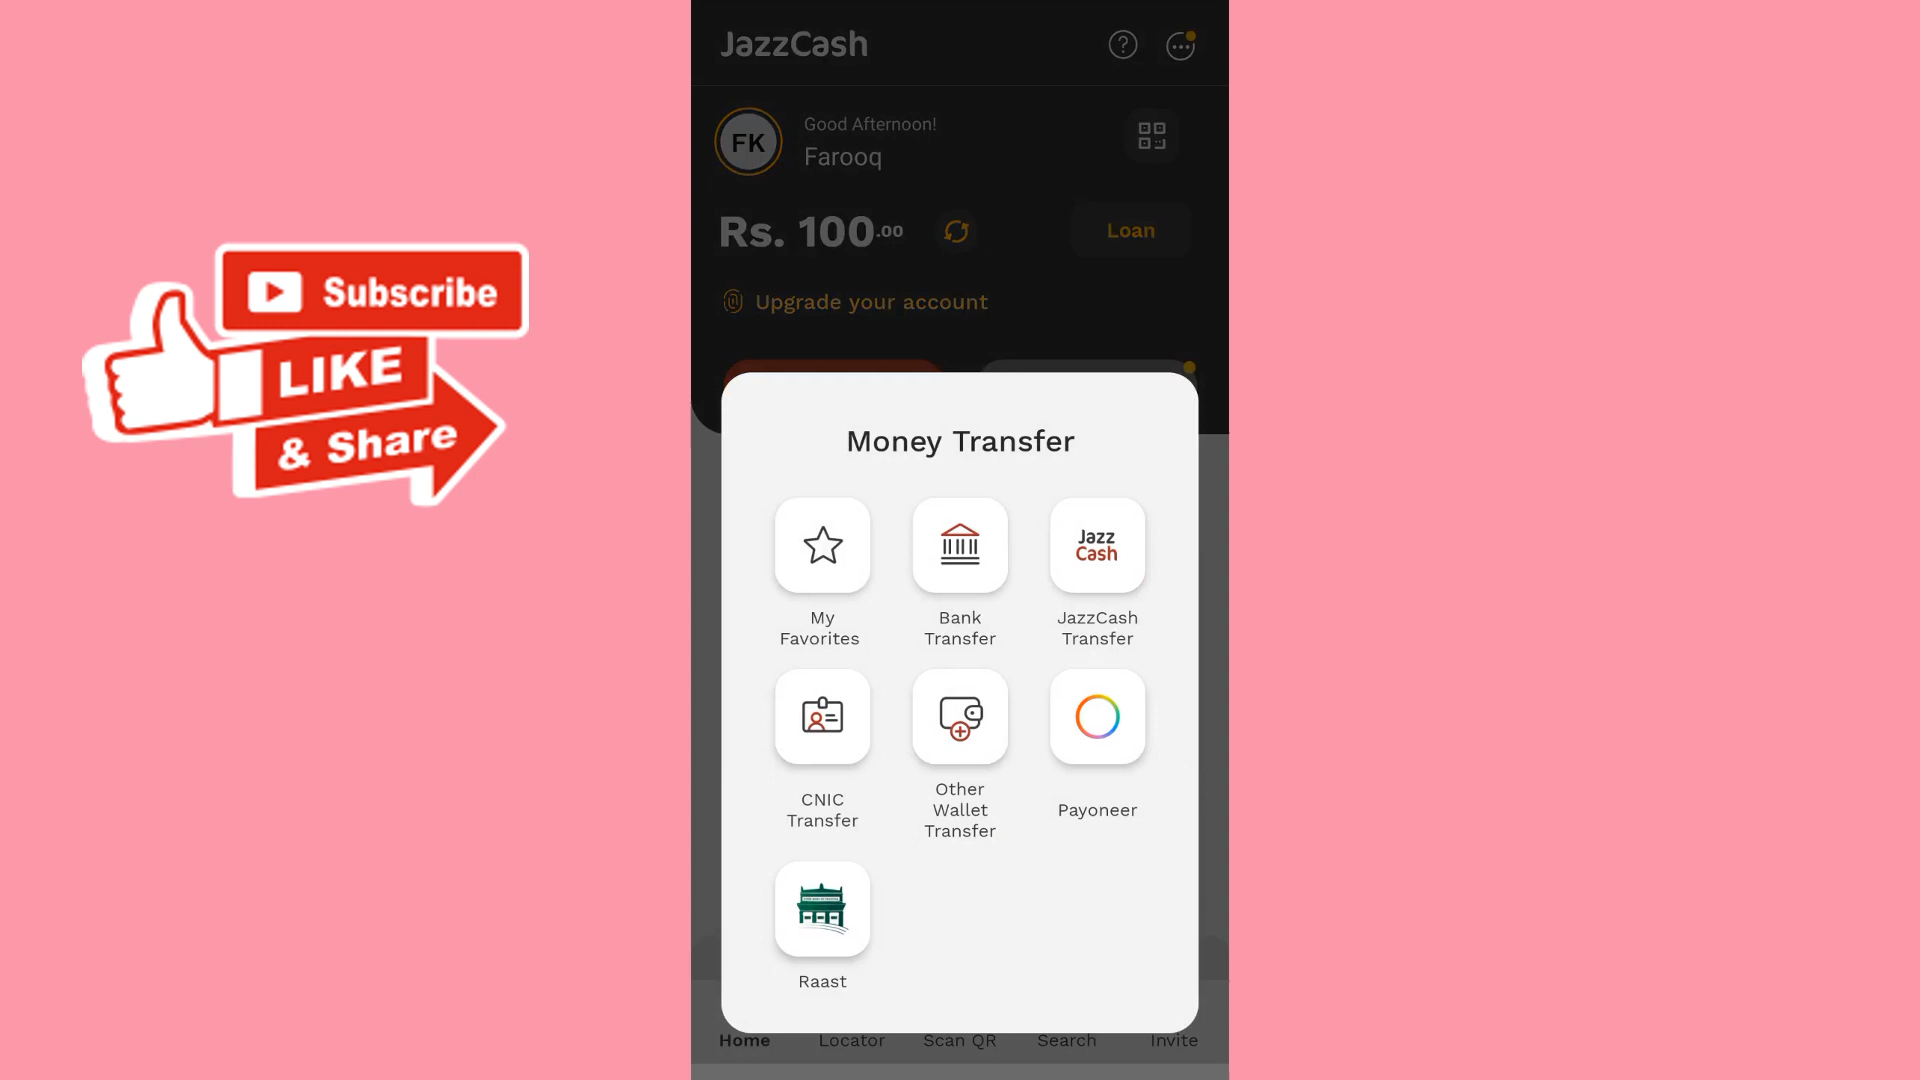 Subscribe
LIKE
& Share
JazzCash
?
FK
Good Afternoon!
Farooq
Rs. 100.00
Loan
Upgrade your account
Money Transfer
My
Favorites
Bank
Transfer
Jazz
Cash
JazzCash
Transfer
CNIC
Transfer
Other
Wallet
Transfer
Payoneer
Raast
Home
Locator
Scan QR
Search
Invite